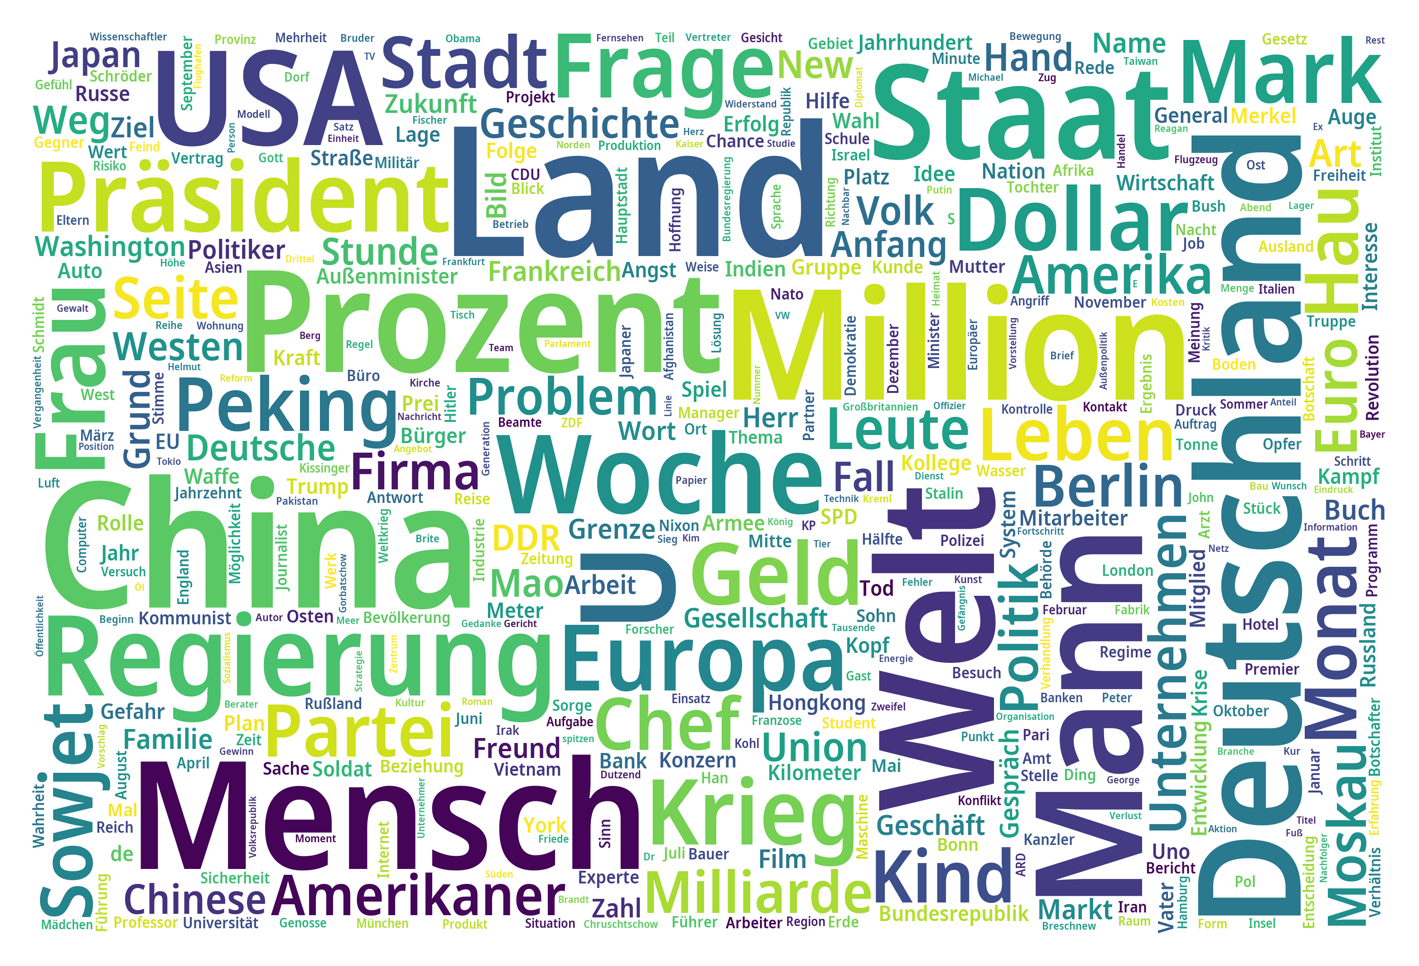 Wissenschaftler
Provinz
Mehrheit
Bruder
TV
Obama
Fernsehen
Teil
Vertreter
Gesicht
Gebiet
Jahrhundert
Bewegung
Name
Gesetz
Rest
Japan
USA
Stadt
Frage
New
Minute
Hand
Rede
Taiwan
Mark
Gefühl
Schröder
September
Flughafen
Dorf
Staat
Michael
Zug
Russe
Modell
Zukunft
Projekt
Widerstand
Republik
Hilfe
Diplomat
Reagan
Handel
General
Merkel
Ex
Auge
Weg
Ziel
Person
Satz
Einheit
Fischer
Lage
Geschichte
Erfolg
Wahl
Gegner
Feind
Wert
Risiko
Vertrag
Gott
Straße
Militär
Folge
Norden
Produktion
Herz
Kaiser
Chance
Studie
Schule
Israel
Nation
Afrika
Flugzeug
Ost
Art
Institut
Präsident
Land
CDU
Blick
Bild
Hauptstadt
Hoffnung
Bundesregierung
Sprache
Richtung
Platz
Nachbar
Idee
Putin
Tochter
Wirtschaft
Freiheit
Eltern
Betrieb
Volk
S
Dollar
Bush
Abend
Lager
Washington
Politiker
Stunde
Anfang
Nacht
Job
Ausland
Hau
Interesse
Höhe
Drittel
Frankfurt
Auto
Asien
Außenminister
Frankreich
Angst
Weise
Indien
Gruppe
Kunde
Heimat
Mutter
Amerika
E
Menge
Italien
Gewalt
Seite
Prozent
Million
Nato
VW
Angriff
November
Kosten
Truppe
Schmidt
Frau
Reihe
Wohnung
Berg
Tisch
Team
Parlament
Japaner
Afghanistan
Lösung
Demokratie
Dezember
Minister
Europäer
Vorstellung
Brief
Außenpolitik
Meinung
Kritik
Deutschland
Euro
Revolution
Westen
Kraft
Regel
Vergangenheit
West
Helmut
Reform
Büro
Kirche
Problem
Spiel
Nummer
Ergebnis
Boden
Botschaft
Grund
Stimme
Peking
Prei
Hitler
Nachricht
Linie
Manager
Herr
Partner
Großbritannien
Offizier
Kontrolle
Kontakt
Druck
Sommer
Anteil
Auftrag
März
Position
EU
Tokio
Deutsche
Bürger
Beamte
ZDF
Wort
Ort
Thema
Leute
Leben
Tonne
Opfer
Bayer
Luft
Waffe
Kissinger
Angebot
Firma
Generation
Woche
Papier
Fall
Kollege
Dienst
Wasser
Schritt
Kampf
China
Jahrzehnt
Trump
Pakistan
Antwort
Reise
Technik
Kreml
Stalin
Berlin
John
Bau
Wunsch
Eindruck
Computer
Rolle
Jahr
Versuch
Öl
England
Möglichkeit
Journalist
Werk
Gorbatschow
Weltkrieg
Brite
Industrie
DDR
Zeitung
Grenze
Nixon
Sieg
Kim
Armee
König
KP
SPD
Mitte
Tier
Hälfte
Polizei
Welt
System
Mitarbeiter
Fortschritt
Arzt
Stück
Buch
Information
Netz
Öffentlichkeit
Mao
Arbeit
U
Geld
Tod
Fehler
Kunst
Gefängnis
Behörde
London
Mann
Unternehmen
Mitglied
Programm
Beginn
Kommunist
Autor
Osten
Meer
Bevölkerung
Meter
Gedanke
Gericht
Forscher
Gesellschaft
Tausende
Sohn
Februar
Fabrik
Hotel
Monat
Regierung
Sozialismus
Strategie
Zentrum
Europa
Kopf
Energie
Politik
Verhandlung
Regime
Premier
Russland
Sowjet
Gefahr
Berater
Rußland
Kultur
Roman
Sorge
Einsatz
Hongkong
Gast
Besuch
Zweifel
Banken
Peter
Oktober
Botschafter
Vorschlag
Plan
Zeit
Partei
Juni
Aufgabe
Chef
Franzose
Student
Organisation
Punkt
Pari
Verlust
Entwicklung
Krise
Familie
Gewinn
Irak
Freund
spitzen
Kohl
Union
Gespräch
Amt
Branche
Kur
Januar
Moskau
Wahrheit
August
April
Sache
Soldat
Beziehung
Vietnam
Bank
Dutzend
Konzern
Kilometer
Mai
Stelle
Ding
George
Mal
Reich
Mensch
Volksrepublik
Moment
Internet
Unternehmer
York
Friede
Sinn
Han
Krieg
Maschine
Konflikt
Geschäft
Kanzler
Aktion
Fuß
Titel
Erfahrung
de
Sicherheit
Süden
Experte
Dr
Juli
Bauer
Film
Bonn
Kind
ARD
Uno
Bericht
Pol
Nachfolger
Verhältnis
Führung
Chinese
Amerikaner
Brandt
Zahl
Milliarde
Bundesrepublik
Markt
Iran
Vater
Hamburg
Entscheidung
Mädchen
Professor
Universität
Genosse
München
Chruschtschow
Produkt
Situation
Führer
Arbeiter
Region
Erde
Breschnew
Raum
Form
Insel